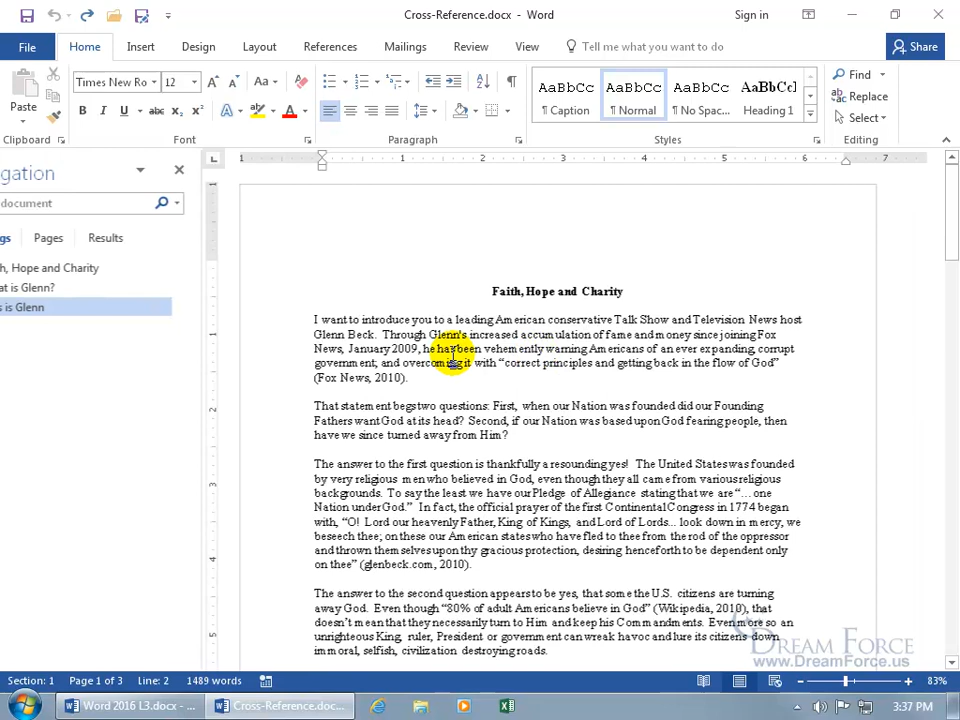 Cross-Reference.docx - Word
Sign in
File Home Insert Design Layout References Mailings Review View Tell me what you want to do Share
Times New Ro 12
Paste
AaBbCc AaBbCc AaBbCc AaBbCc
¶ Caption ¶ Normal ¶ No Spac... Heading 1
Find
Replace
Select
Clipboard Font Paragraph Styles Editing
gation
document
gs Pages Results
h, Hope and Charity
at is Glenn?
s is Glenn
Faith, Hope and Charity
I want to introduce you to a leading American conservative Talk Show and Television News host
Glenn Beck. Through Glenn's increased accumulation of fame and money since joining Fox
News, January 2009, he has been vehemently warning Americans of an ever expanding, corrupt
government; and overcoming it with “correct principles and getting back in the flow of God”
(Fox News, 2010).
That statement begs two questions: First, when our Nation was founded did our Founding
Fathers want God at its head? Second, if our Nation was based upon God fearing people, then
have we since turned away from Him?
The answer to the first question is thankfully a resounding yes! The United States was founded
by very religious men who believed in God, even though they all came from various religious
backgrounds. To say the least we have our Pledge of Allegiance stating that we are “… one
Nation under God.” In fact, the official prayer of the first Continental Congress in 1774 began
with, “O! Lord our heavenly Father, King of Kings, and Lord of Lords... look down in mercy, we
beseech thee; on these our American states who have fled to thee from the rod of the oppressor
and thrown themselves upon thy gracious protection, desiring henceforth to be dependent only
on thee” (glenbeck.com, 2010).
The answer to the second question appears to be yes, that some the U.S. citizens are turning
away God. Even though “80% of adult Americans believe in God” (Wikipedia, 2010), that
doesn’t mean that they necessarily turn to Him and keep his Commandments. Even more so an
unrighteous King, ruler, President or government can wreak havoc and lure its citizens down
immoral, selfish, civilization destroying roads.
DREAM FORCE
www.DreamForce.us
Section: 1 Page 1 of 3 Line: 2 1489 words 83%
Word 2016 L3.docx - ... Cross-Reference.doc... 3:37 PM